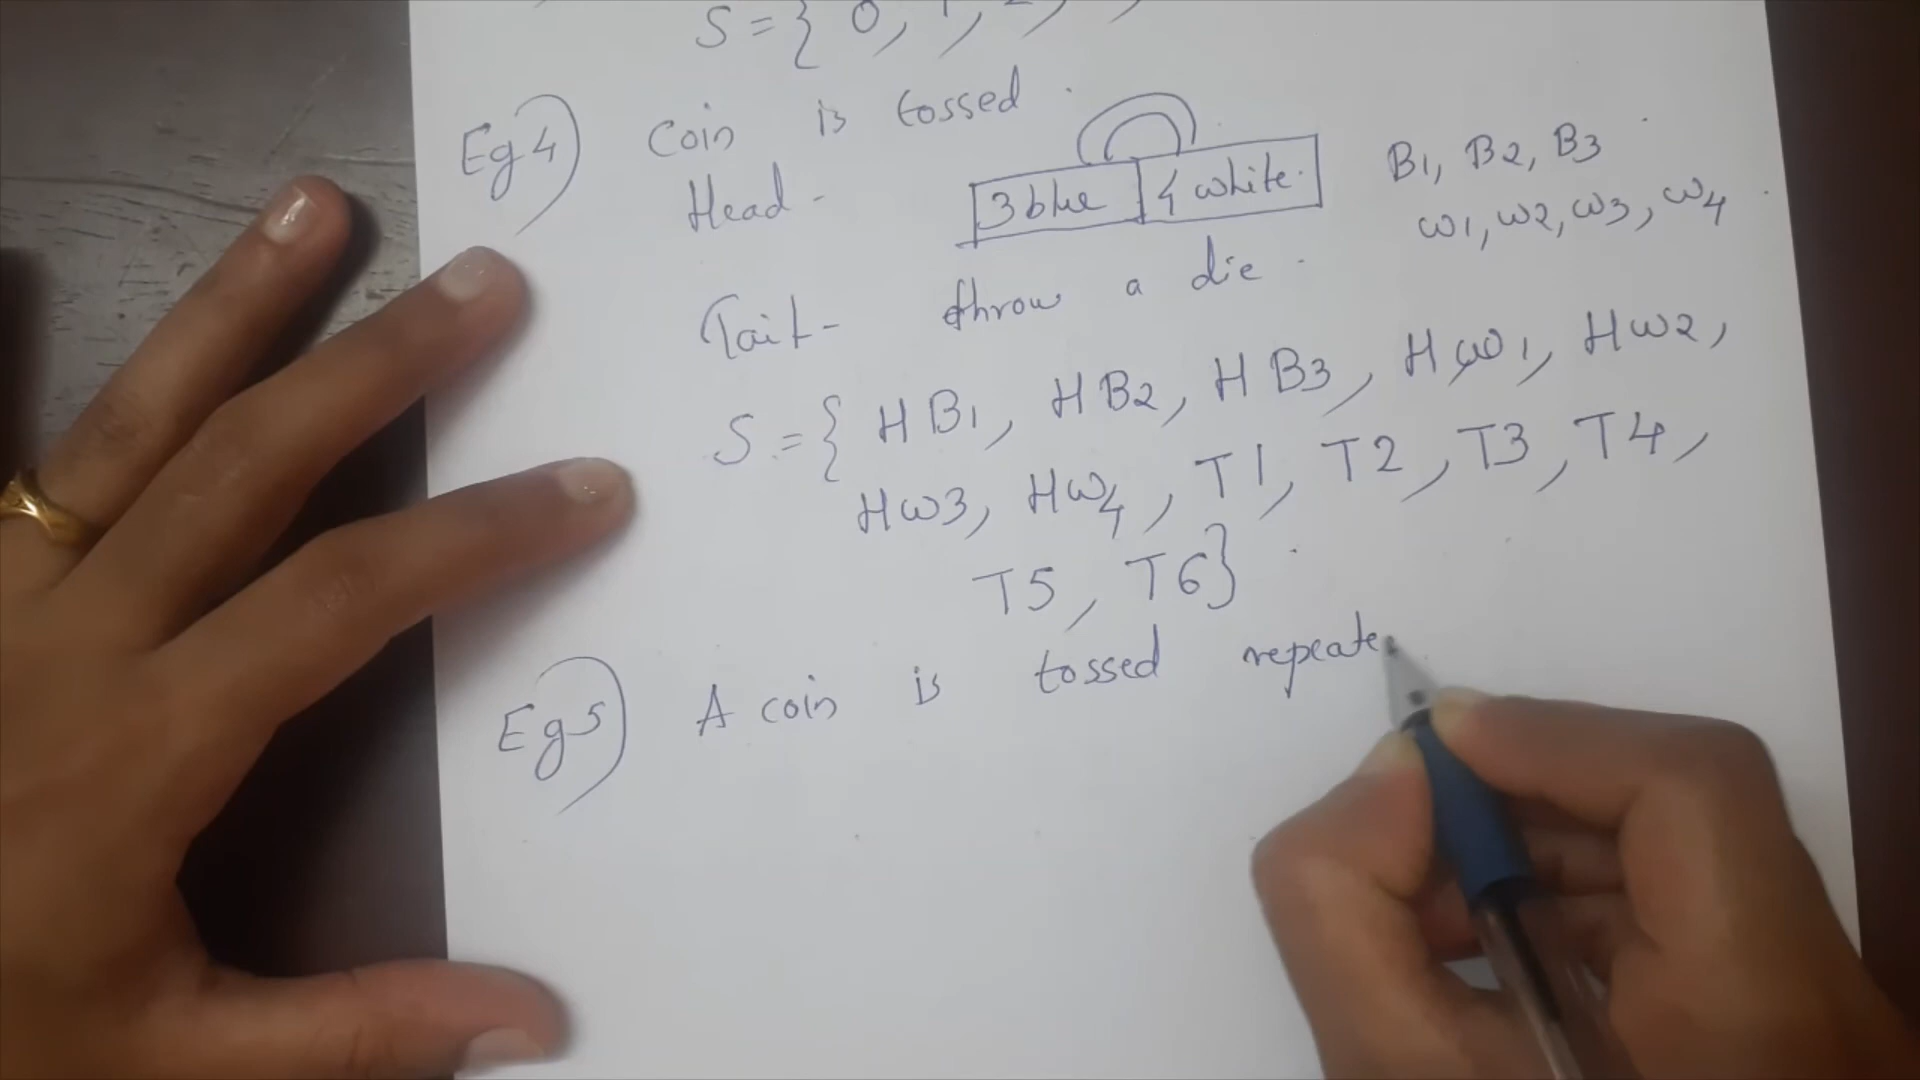 S = { 0, 1, 2,
Eg 4) Coin is tossed.
Head - 3 blue 4 white. B1, B2, B3.
W1, W2, W3, W4.
Tail - throw a die.
S = { HB1, HB2, HB3, HW1, HW2,
HW3, HW4, T1, T2, T3, T4,
T5, T6}.
Eg 5) A coin is tossed repeate